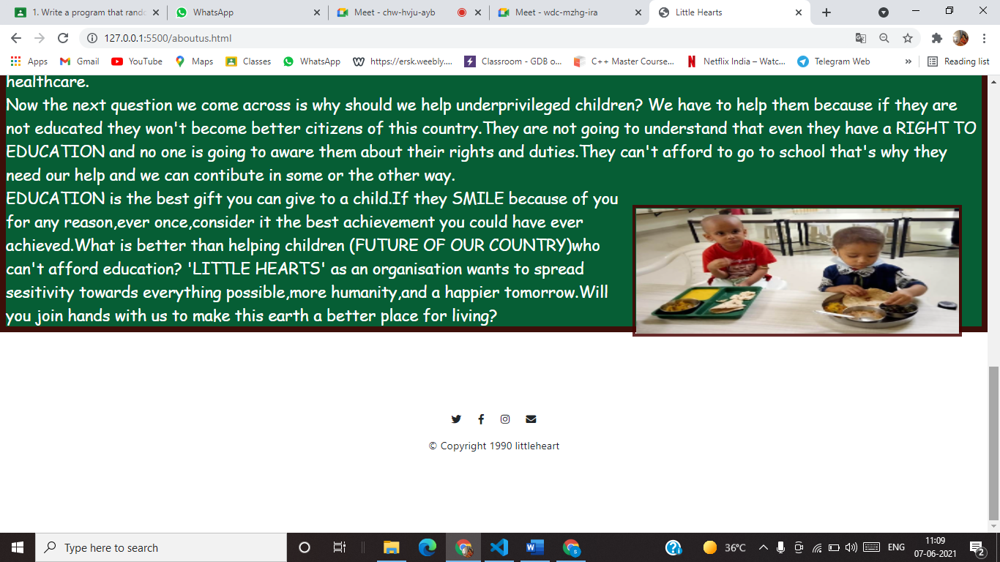 1. Write a program that rando
WhatsApp
Meet - chw-hvju-ayb
Meet - wdc-mzhg-ira
Little Hearts
127.0.0.1:5500/aboutus.html
Apps
Gmail
YouTube
Maps
Classes
WhatsApp
https://ersk.weebly....
Classroom - GDB o...
C++ Master Course...
Netflix India – Watc...
Telegram Web
»
Reading list
healthcare.
Now the next question we come across is why should we help underprivileged children? We have to help them because if they are
not educated they won't become better citizens of this country.They are not going to understand that even they have a RIGHT TO
EDUCATION and no one is going to aware them about their rights and duties.They can't afford to go to school that's why they
need our help and we can contibute in some or the other way.
EDUCATION is the best gift you can give to a child.If they SMILE because of you
for any reason,ever once,consider it the best achievement you could have ever
achieved.What is better than helping children (FUTURE OF OUR COUNTRY)who
can't afford education? 'LITTLE HEARTS' as an organisation wants to spread
sesitivity towards everything possible,more humanity,and a happier tomorrow.Will
you join hands with us to make this earth a better place for living?
© Copyright 1990 littleheart
Type here to search
36°C
ENG
11:09
07-06-2021
2